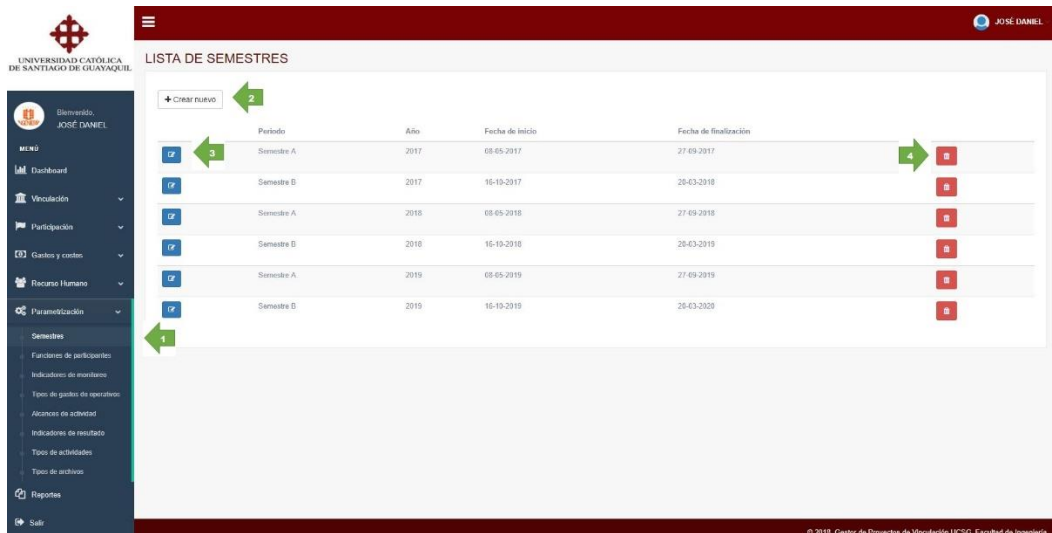 JOSÉ DANIEL
UNIVERSIDAD CATÓLICA
DE SANTIAGO DE GUAYAQUIL
LISTA DE SEMESTRES
Crear nuevo
2
Bienvenido,
JOSÉ DANIEL
Periodo Año Fecha de inicio Fecha de finalización
3 Semestre A 2017 08-05-2017 27-09-2017 4
Semestre B 2017 16-10-2017 20-03-2018
Semestre A 2018 08-05-2018 27-09-2018
Semestre B 2018 16-10-2018 20-03-2019
Semestre A 2019 08-05-2019 27-09-2019
Semestre B 2019 16-10-2019 20-03-2020
MENÚ
Dashboard
Vinculación
Participación
Gastos y costos
Recurso Humano
Parametrización
Semestres
1
Funciones de participantes
Indicadores de monitoreo
Tipos de gastos de operativos
Alcances de actividad
Indicadores de resultado
Tipos de actividades
Tipos de archivos
Reportes
Salir
© 2018. Gestor de Proyectos de Vinculación UCSG. Facultad de Ingeniería